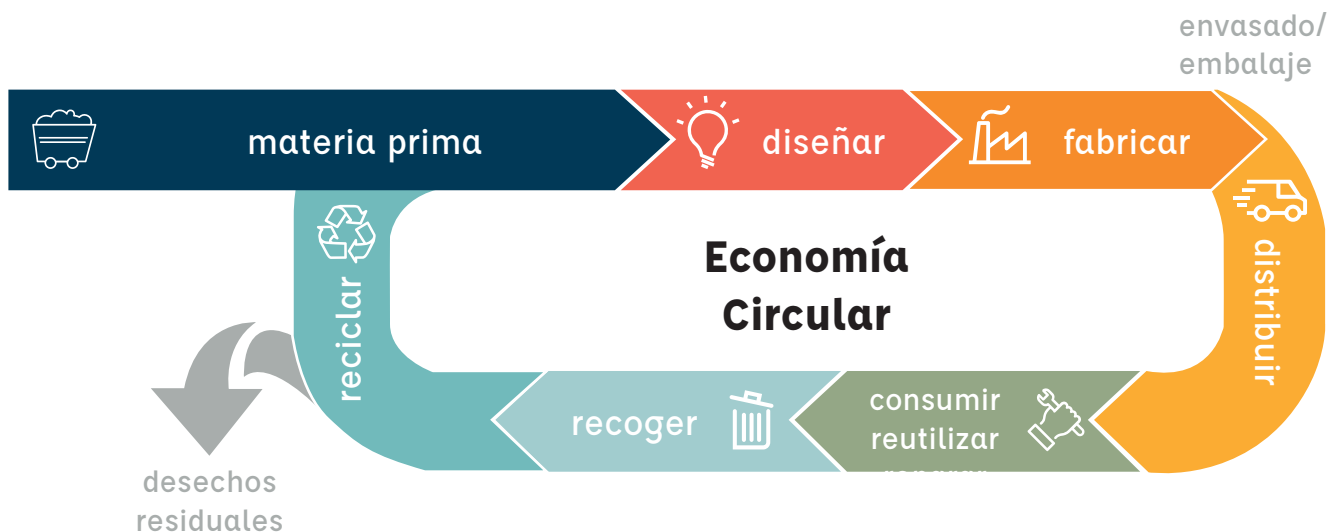 envasado/
embalaje
materia prima
diseñar
fabricar
distribuir
Economía
Circular
consumir
reutilizar
recoger
reciclar
desechos
residuales